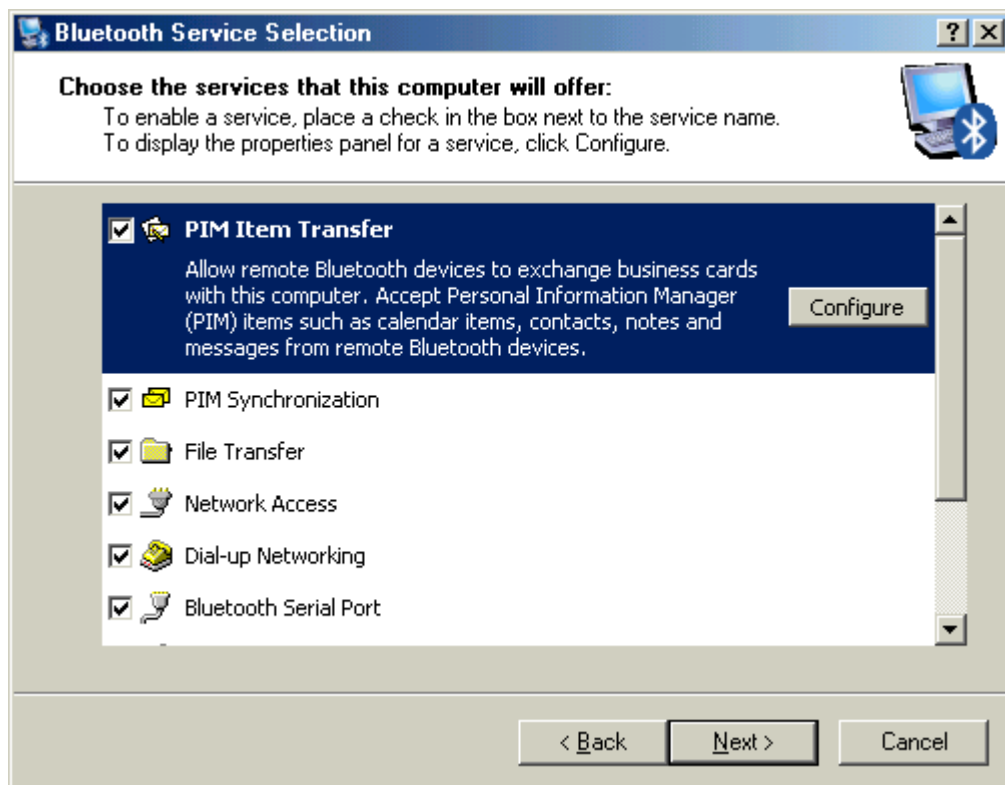 Bluetooth Service Selection
Choose the services that this computer will offer:
To enable a service, place a check in the box next to the service name.
To display the properties panel for a service, click Configure.
PIM Item Transfer
Allow remote Bluetooth devices to exchange business cards
with this computer. Accept Personal Information Manager
(PIM) items such as calendar items, contacts, notes and
messages from remote Bluetooth devices.
Configure
PIM Synchronization
File Transfer
Network Access
Dial-up Networking
Bluetooth Serial Port
< Back
Next >
Cancel